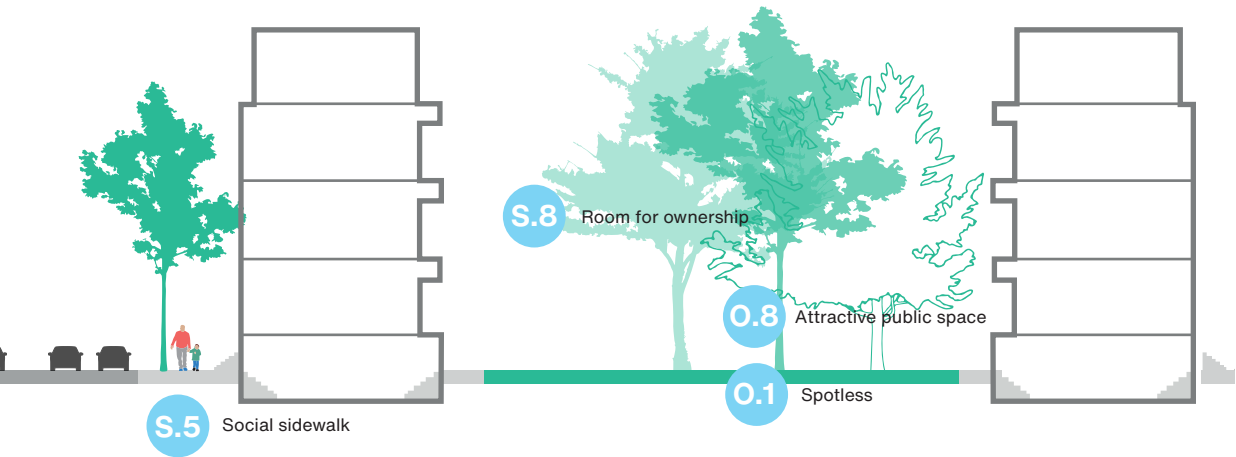 S.8 Room for ownership
O.8 Attractive public space
O.1 Spotless
S.5 Social sidewalk